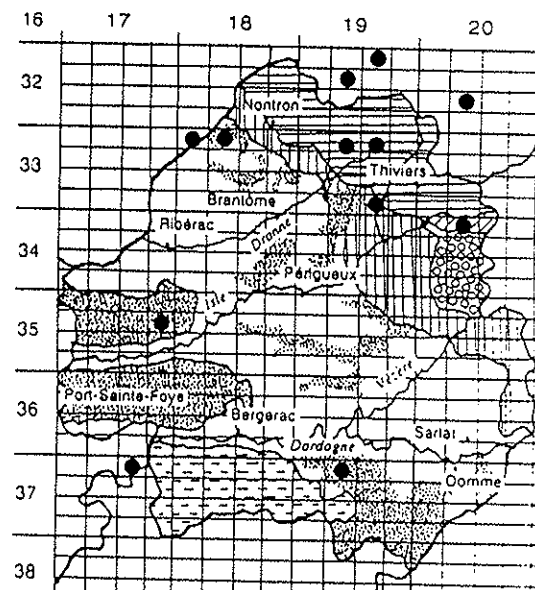 16 17 18 19 20
32
Nontron
33
Thiviers
Brantôme
Ribérac
Dronne
34
Périgueux
Isle
35
Vézère
Port-Sainte-Foye
36
Bergerac
Sarlat
Dordogne
Domme
37
38